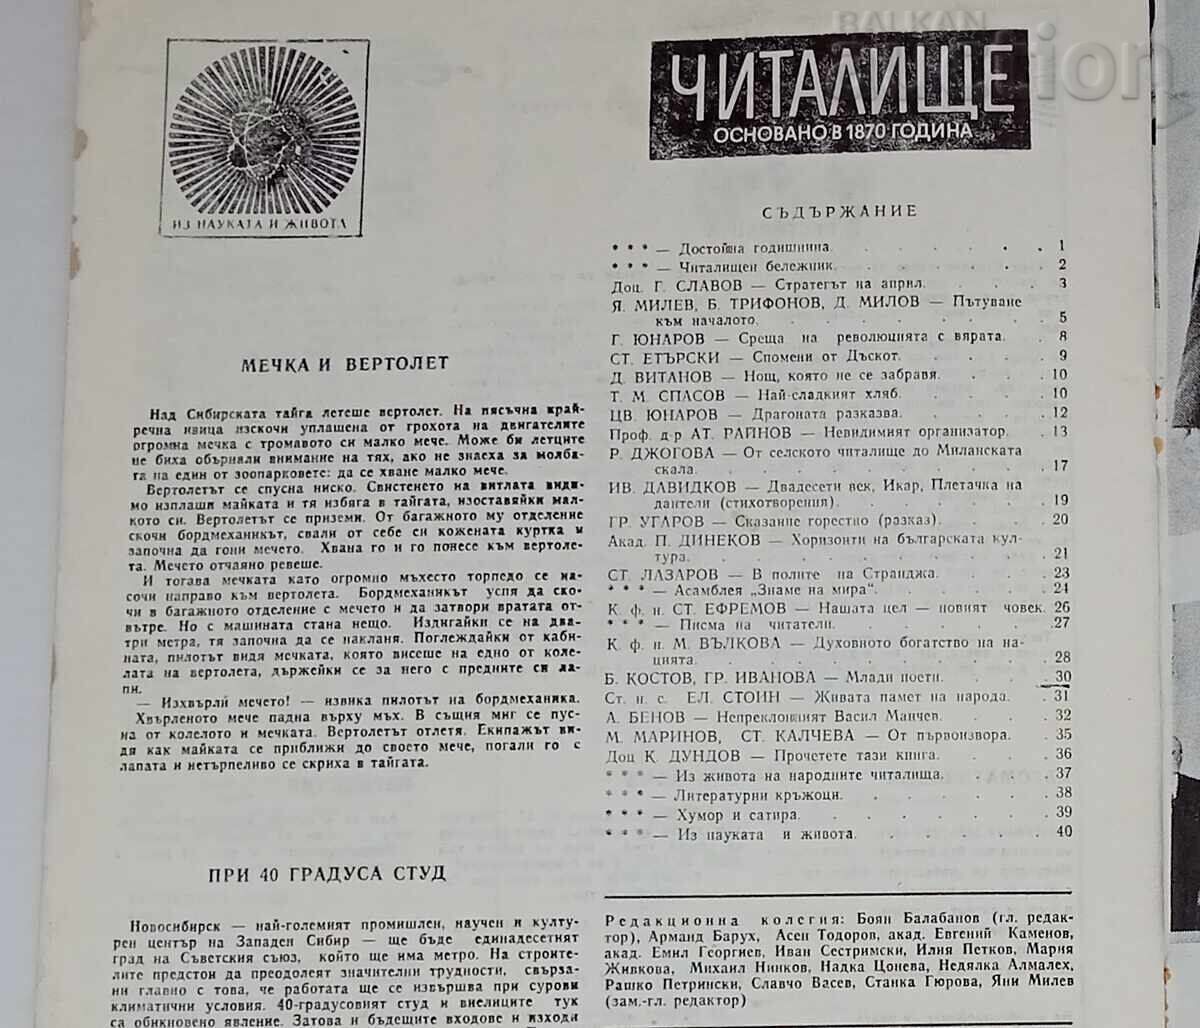 ИЗ НАУКАТА И ЖИВОТА
МЕЧКА И ВЕРТОЛЕТ
Над Сибирската тайга летеше вертолет. На пясъчна край-
речна ивица изскочи уплашена от грохота на двигателите
огромна мечка с тромавото си малко мече. Може би летците
не биха обърнали внимание на тях, ако не знаеха за молба-
та на един от зоопарковете: да се хване малко мече.
Вертолетът се спусна ниско. Свистенето на витлата види-
мо изплаши майката и тя избяга в тайгата, изоставяйки мал-
кото си. Вертолетът се приземи. От багажното му отделение
скочи бордмеханикът, свали от себе си кожената куртка и
започна да гони мечето. Хвана го и го понесе към вертоле-
та. Мечето отчаяно ревеше.
И тогава мечката като огромно мъхесто торпедо се на-
сочи направо към вертолета. Бордмеханикът успя да ско-
чи в багажното отделение с мечето и да затвори вратата от-
вътре. Но с машината стана нещо. Издигайки се на два-
три метра, тя започна да се накланя. Поглеждайки от каби-
ната, пилотът видя мечката, която висеше на едно от коле-
лата на вертолета, държейки се за него с предните си ла-
пи.
— Изхвърли мечето! — извика пилотът на бордмеханика.
Хвърленото мече падна върху мъх. В същия миг се пус-
на от колелото и мечката. Вертолетът отлетя. Екипажът ви-
дя как майката се приближи до своето мече, погали го с
лапата и нетърпеливо се скриха в тайгата.
ПРИ 40 ГРАДУСА СТУД
Новосибирск — най-големият промишлен, научен и култу-
рен център на Западен Сибир — ще бъде единадесетият
град на Съветския съюз, който ще има метро. На строите-
лите предстои да преодолеят значителни трудности, свърза-
ни главно с това, че работата ще се извършва при сурови
климатични условия. 40-градусовият студ и виелиците тук
са обикновено явление. Затова и бъдещите входове и изходи
BALKAN
ЧИТАЛИЩЕ
ОСНОВАНО В 1870 ГОДИНА
СЪДЪРЖАНИЕ
* * * — Достойна годишнина. . . . . . . 1
* * * — Читалищен бележник. . . . . . . 2
Доц. Г. СЛАВОВ — Стратегът на април. . . . 3
Я. МИЛЕВ, Б. ТРИФОНОВ, Д. МИЛОВ — Пътуване
към началото. . . . . . . . . 5
Г. ЮНАРОВ — Среща на революцията с вярата. . 8
СТ. ЕТЪРСКИ — Спомени от Дъскот. . . . . 9
Д. ВИТАНОВ — Нощ, която не се забравя. . . . 10
Т. М. СПАСОВ — Най-сладкият хляб. . . . . 10
ЦВ. ЮНАРОВ — Драгоната разказва. . . . . 12
Проф. д-р АТ. РАЙНОВ — Невидимият организатор. . 13
Р. ДЖОГОВА — От селското читалище до Миланската
скала. . . . . . . . . . . 17
ИВ. ДАВИДКОВ — Двадесети век, Икар, Плетачка на
дантели (стихотворения). . . . . . 19
ГР. УГАРОВ — Сказание горестно (разказ). . . . 20
Акад. П. ДИНЕКОВ — Хоризонти на българската кул-
тура. . . . . . . . . . . 21
СТ. ЛАЗАРОВ — В полите на Странджа. . . . 23
* * * — Асамблея „Знаме на мира“. . . . . 24
К. ф. н. СТ. ЕФРЕМОВ — Нашата цел — новият човек. 26
* * * — Писма на читатели. . . . . . . .27
К. ф. н. М. ВЪЛКОВА — Духовното богатство на на-
цията. . . . . . . . . . . 28
Б. КОСТОВ, ГР. ИВАНОВА — Млади поети. . . . 30
Ст. н. с. ЕЛ. СТОИН — Живата памет на народа. . 31
А. БЕНОВ — Непреклонният Васил Манчев. . . . 32
М. МАРИНОВ, СТ. КАЛЧЕВА — От първоизвора. . 35
Доц К. ДУНДОВ — Прочетете тази книга. . . . 36
* * * — Из живота на народните читалища. . . . 37
* * * — Литературни кръжоци. . . . . . 38
* * * — Хумор и сатира. . . . . . . . 39
* * * — Из науката и живота. . . . . . 40
Редакционна колегия: Боян Балабанов (гл. редак-
тор), Арманд Барух, Асен Тодоров, акад. Евгений Каменов,
акад. Емил Георгиев, Иван Сестримски, Илия Петков, Мария
Живкова, Михаил Нинков, Надка Цонева, Недялка Алмалех,
Рашко Петрински, Славчо Васев, Станка Гюрова, Яни Милев
(зам.-гл. редактор)